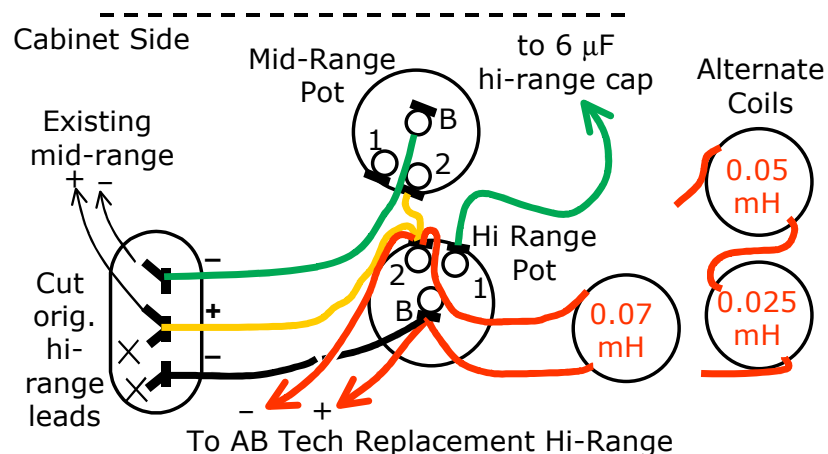 Cabinet Side
to 6 μF
hi-range cap
Mid-Range
Pot
Alternate
Coils
Existing
mid-range
+ –
B
1
2
0.05
mH
Hi Range
Pot
2
1
B
–
+
–
Cut
orig.
hi-
range
leads
0.07
mH
0.025
mH
– +
To AB Tech Replacement Hi-Range